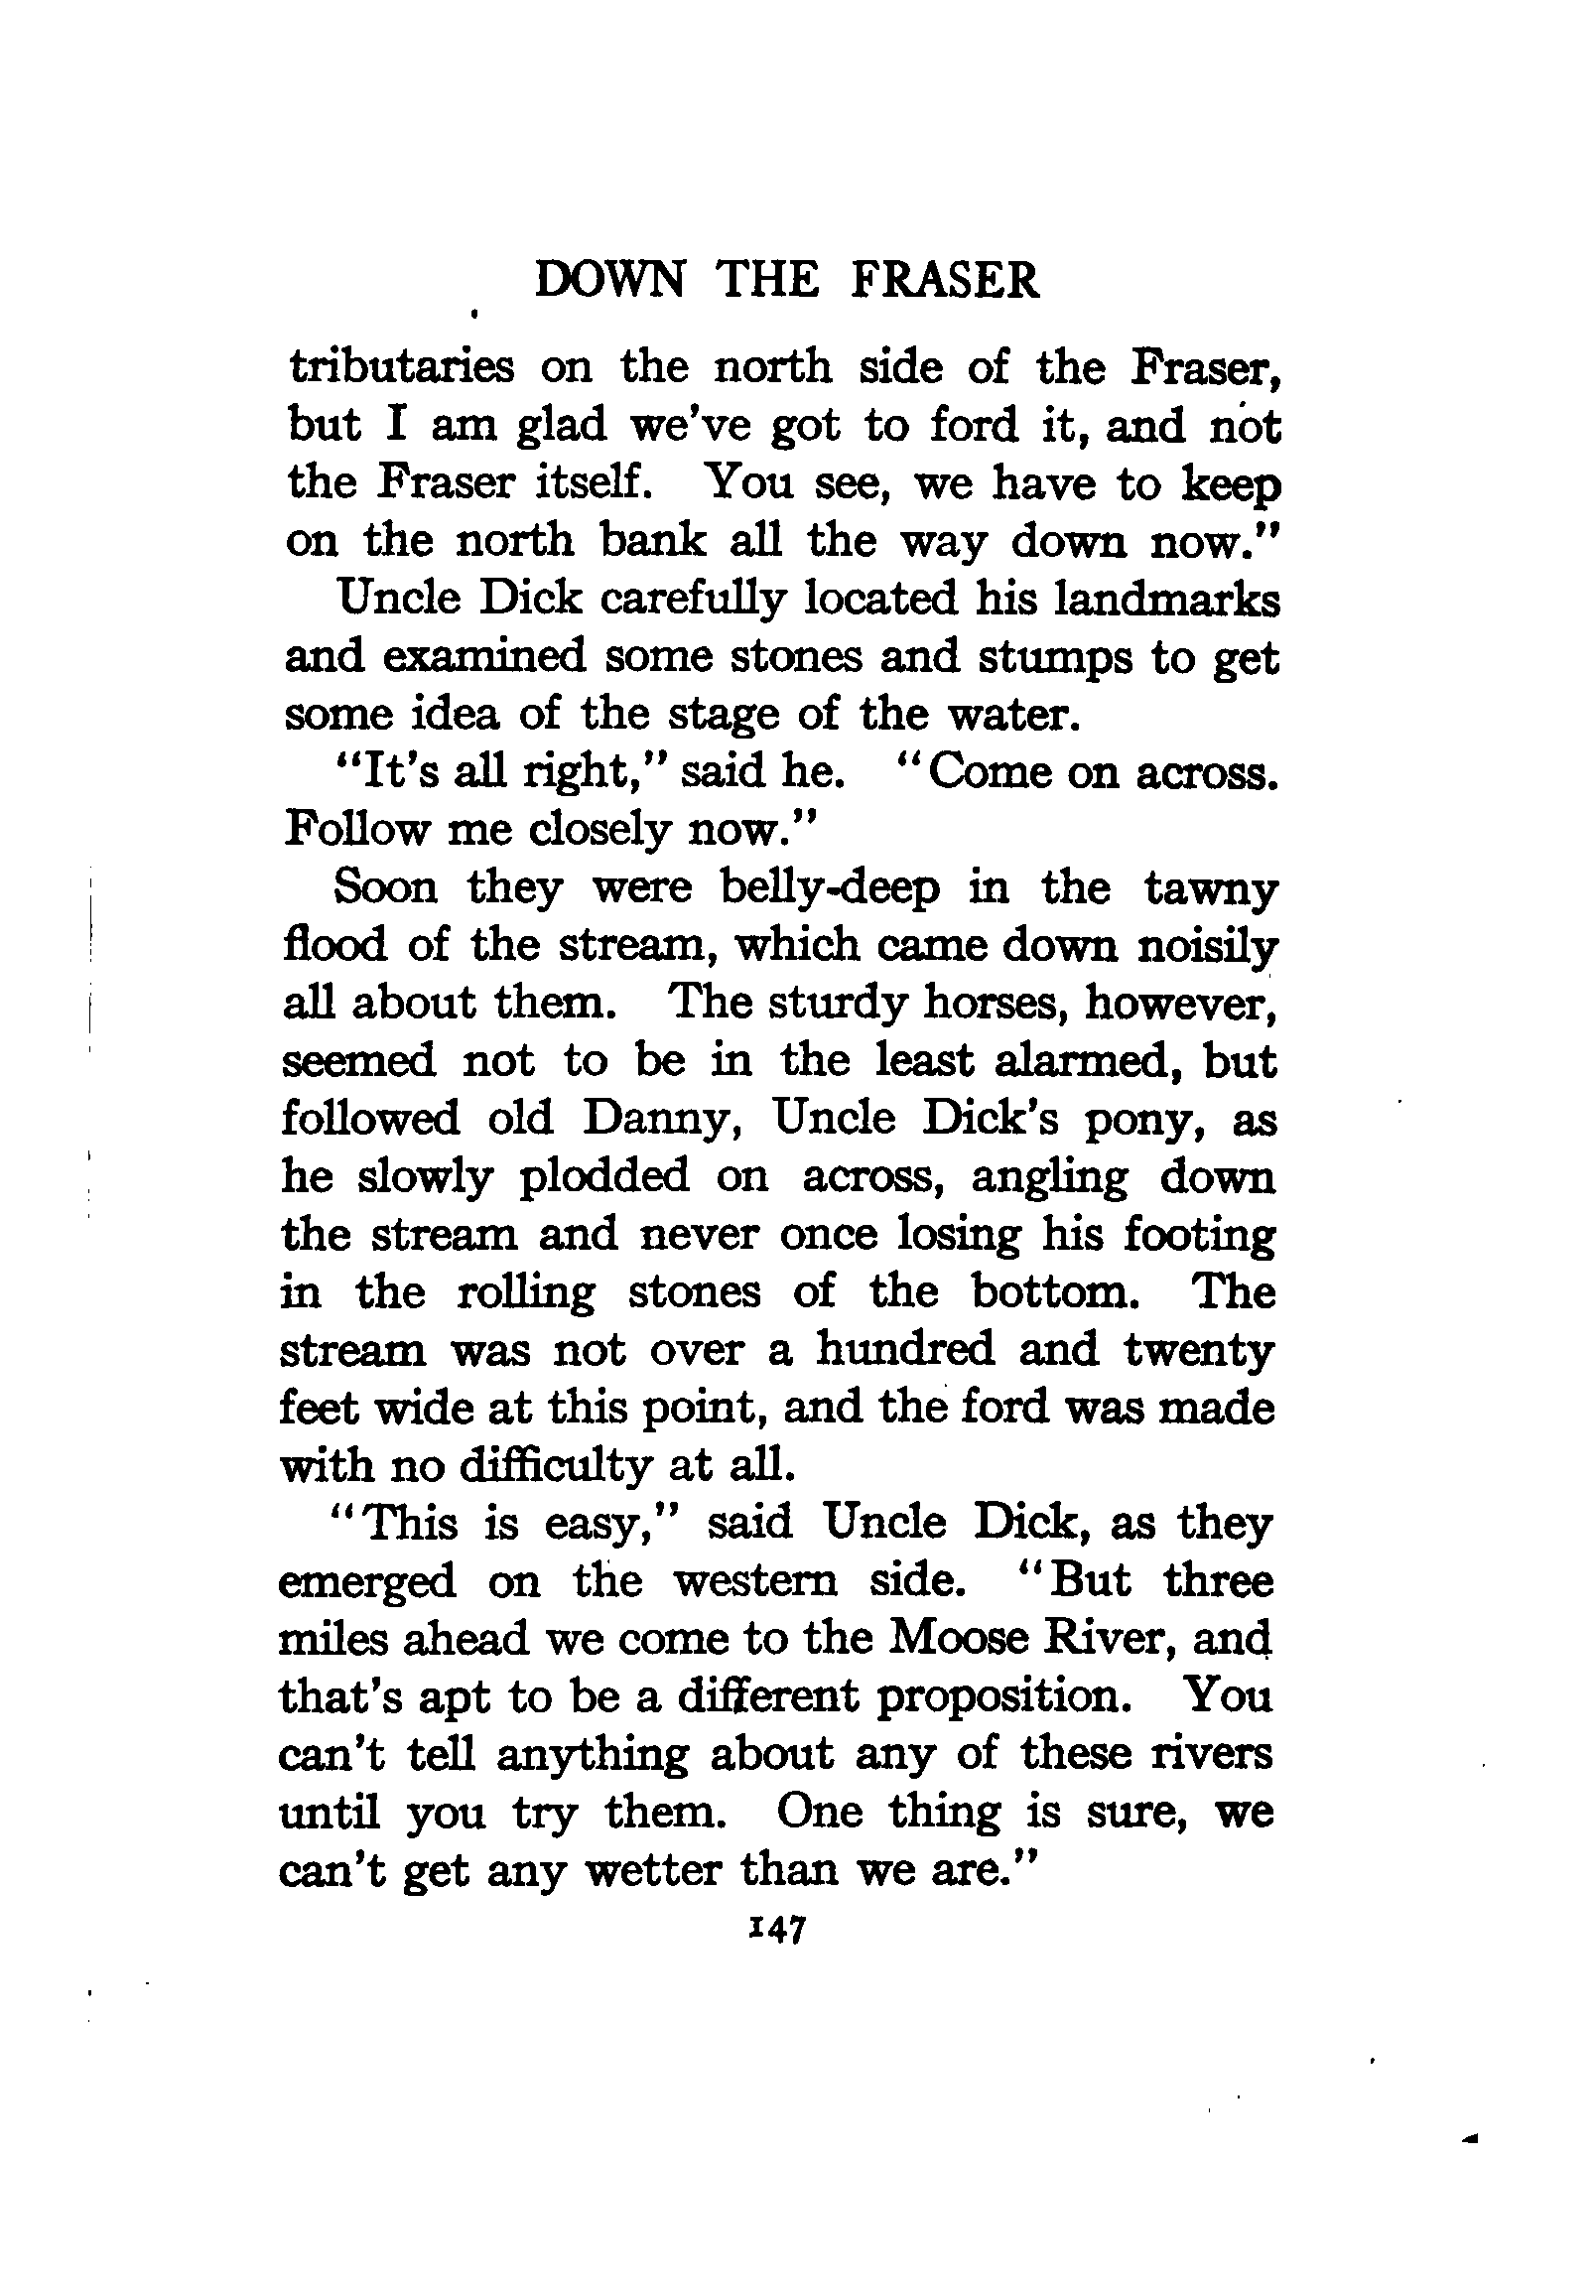 DOWN THE FRASER
tributaries on the north side of the Fraser,
but I am glad we've got to ford it, and not
the Fraser itself. You see, we have to keep
on the north bank all the way down now."
Uncle Dick carefully located his landmarks
and examined some stones and stumps to get
some idea of the stage of the water.
"It's all right," said he. "Come on across.
Follow me closely now."
Soon they were belly-deep in the tawny
flood of the stream, which came down noisily
all about them. The sturdy horses, however,
seemed not to be in the least alarmed, but
followed old Danny, Uncle Dick's pony, as
he slowly plodded on across, angling down
the stream and never once losing his footing
in the rolling stones of the bottom. The
stream was not over a hundred and twenty
feet wide at this point, and the ford was made
with no difficulty at all.
"This is easy," said Uncle Dick, as they
emerged on the western side. "But three
miles ahead we come to the Moose River, and
that's apt to be a different proposition. You
can't tell anything about any of these rivers
until you try them. One thing is sure, we
can't get any wetter than we are."
147